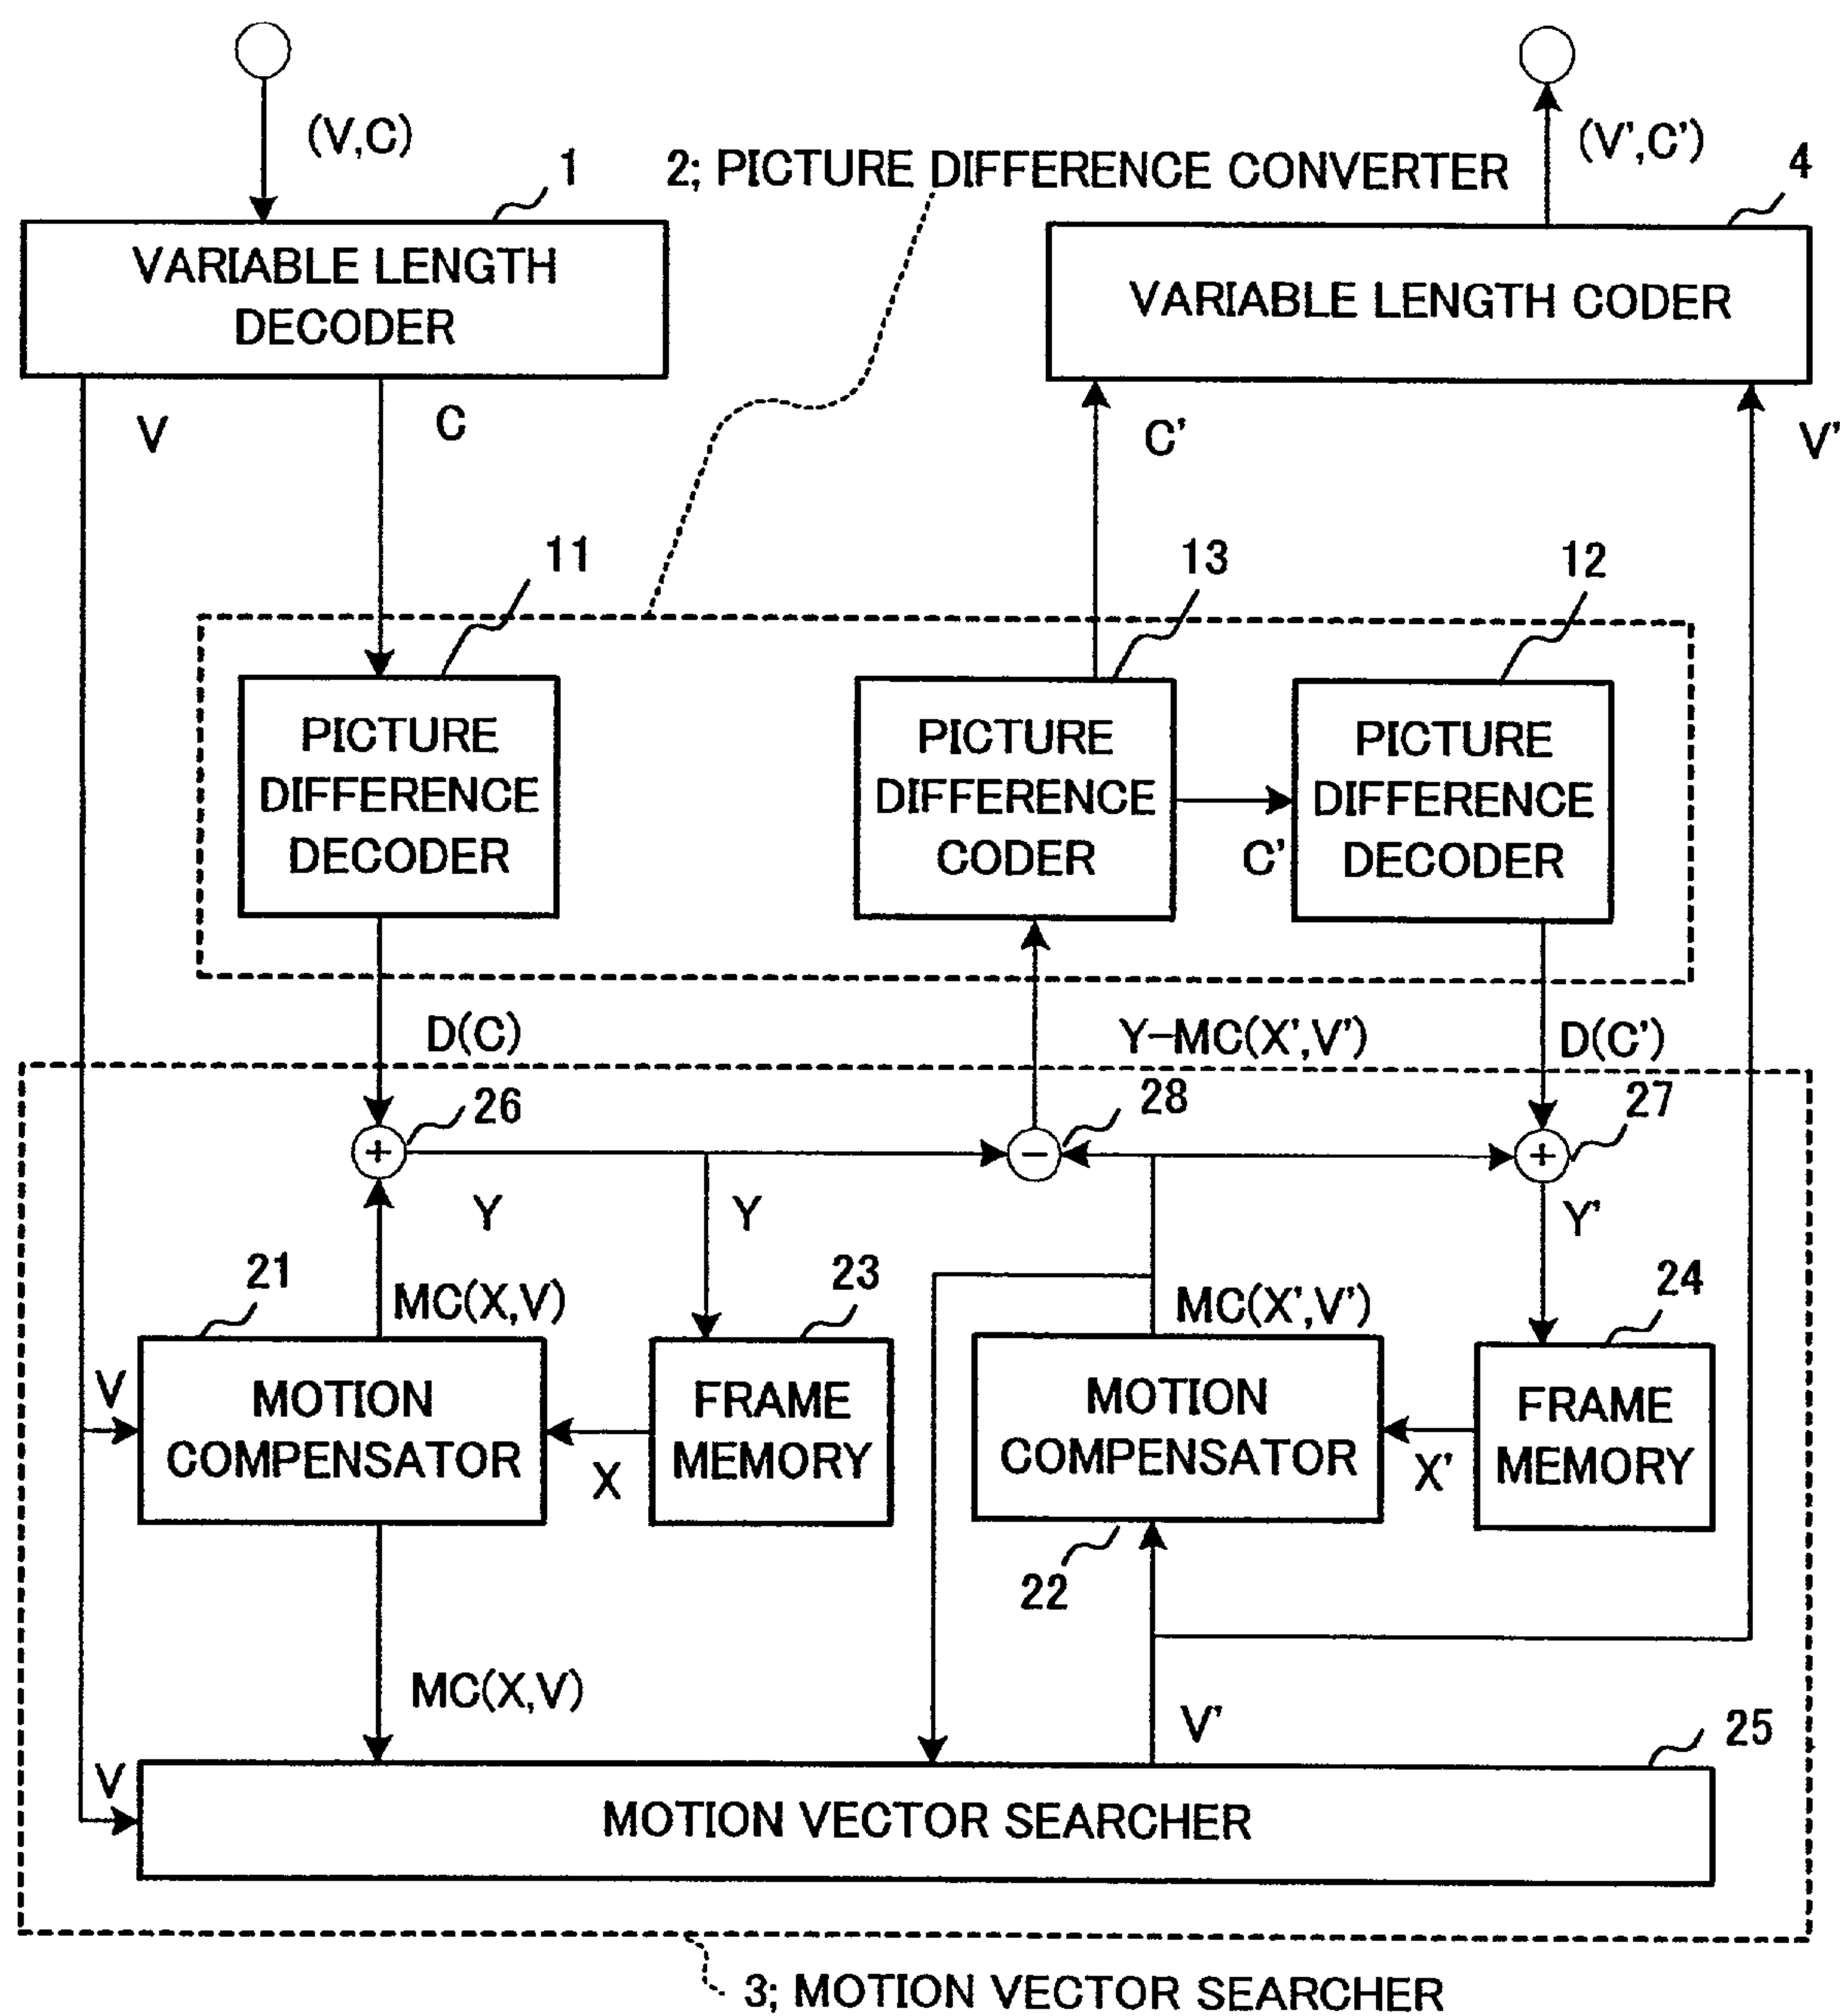 (V,C)
(V',C')
1
2; PICTURE DIFFERENCE CONVERTER
4
VARIABLE LENGTH
DECODER
VARIABLE LENGTH CODER
V
C
C'
V'
11
13
12
PICTURE
DIFFERENCE
DECODER
PICTURE
DIFFERENCE
CODER
C'
PICTURE
DIFFERENCE
DECODER
D(C)
Y-MC(X',V')
D(C')
26
28
27
+
−
+
Y
Y
Y'
21
MC(X,V)
23
MC(X',V')
24
V
MOTION
COMPENSATOR
X
FRAME
MEMORY
MOTION
COMPENSATOR
X'
FRAME
MEMORY
22
MC(X,V)
V'
25
V
MOTION VECTOR SEARCHER
3; MOTION VECTOR SEARCHER